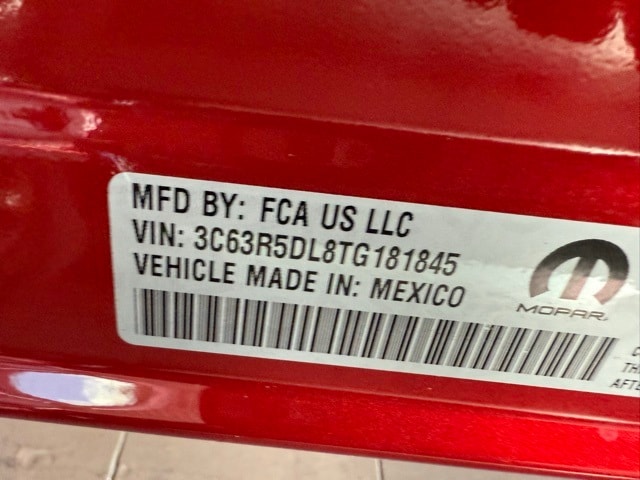 MFD BY: FCA US LLC
VIN: 3C63R5DL8TG181845
VEHICLE MADE IN: MEXICO
MOPAR